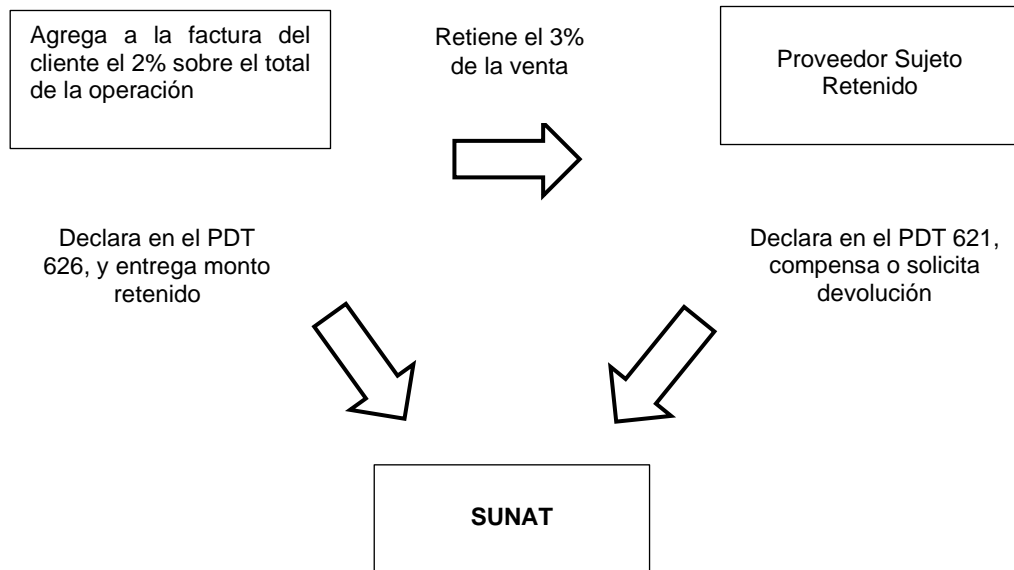 Agrega a la factura del
cliente el 2% sobre el total
de la operación
Retiene el 3%
de la venta
Proveedor Sujeto
Retenido
Declara en el PDT
626, y entrega monto
retenido
Declara en el PDT 621,
compensa o solicita
devolución
SUNAT